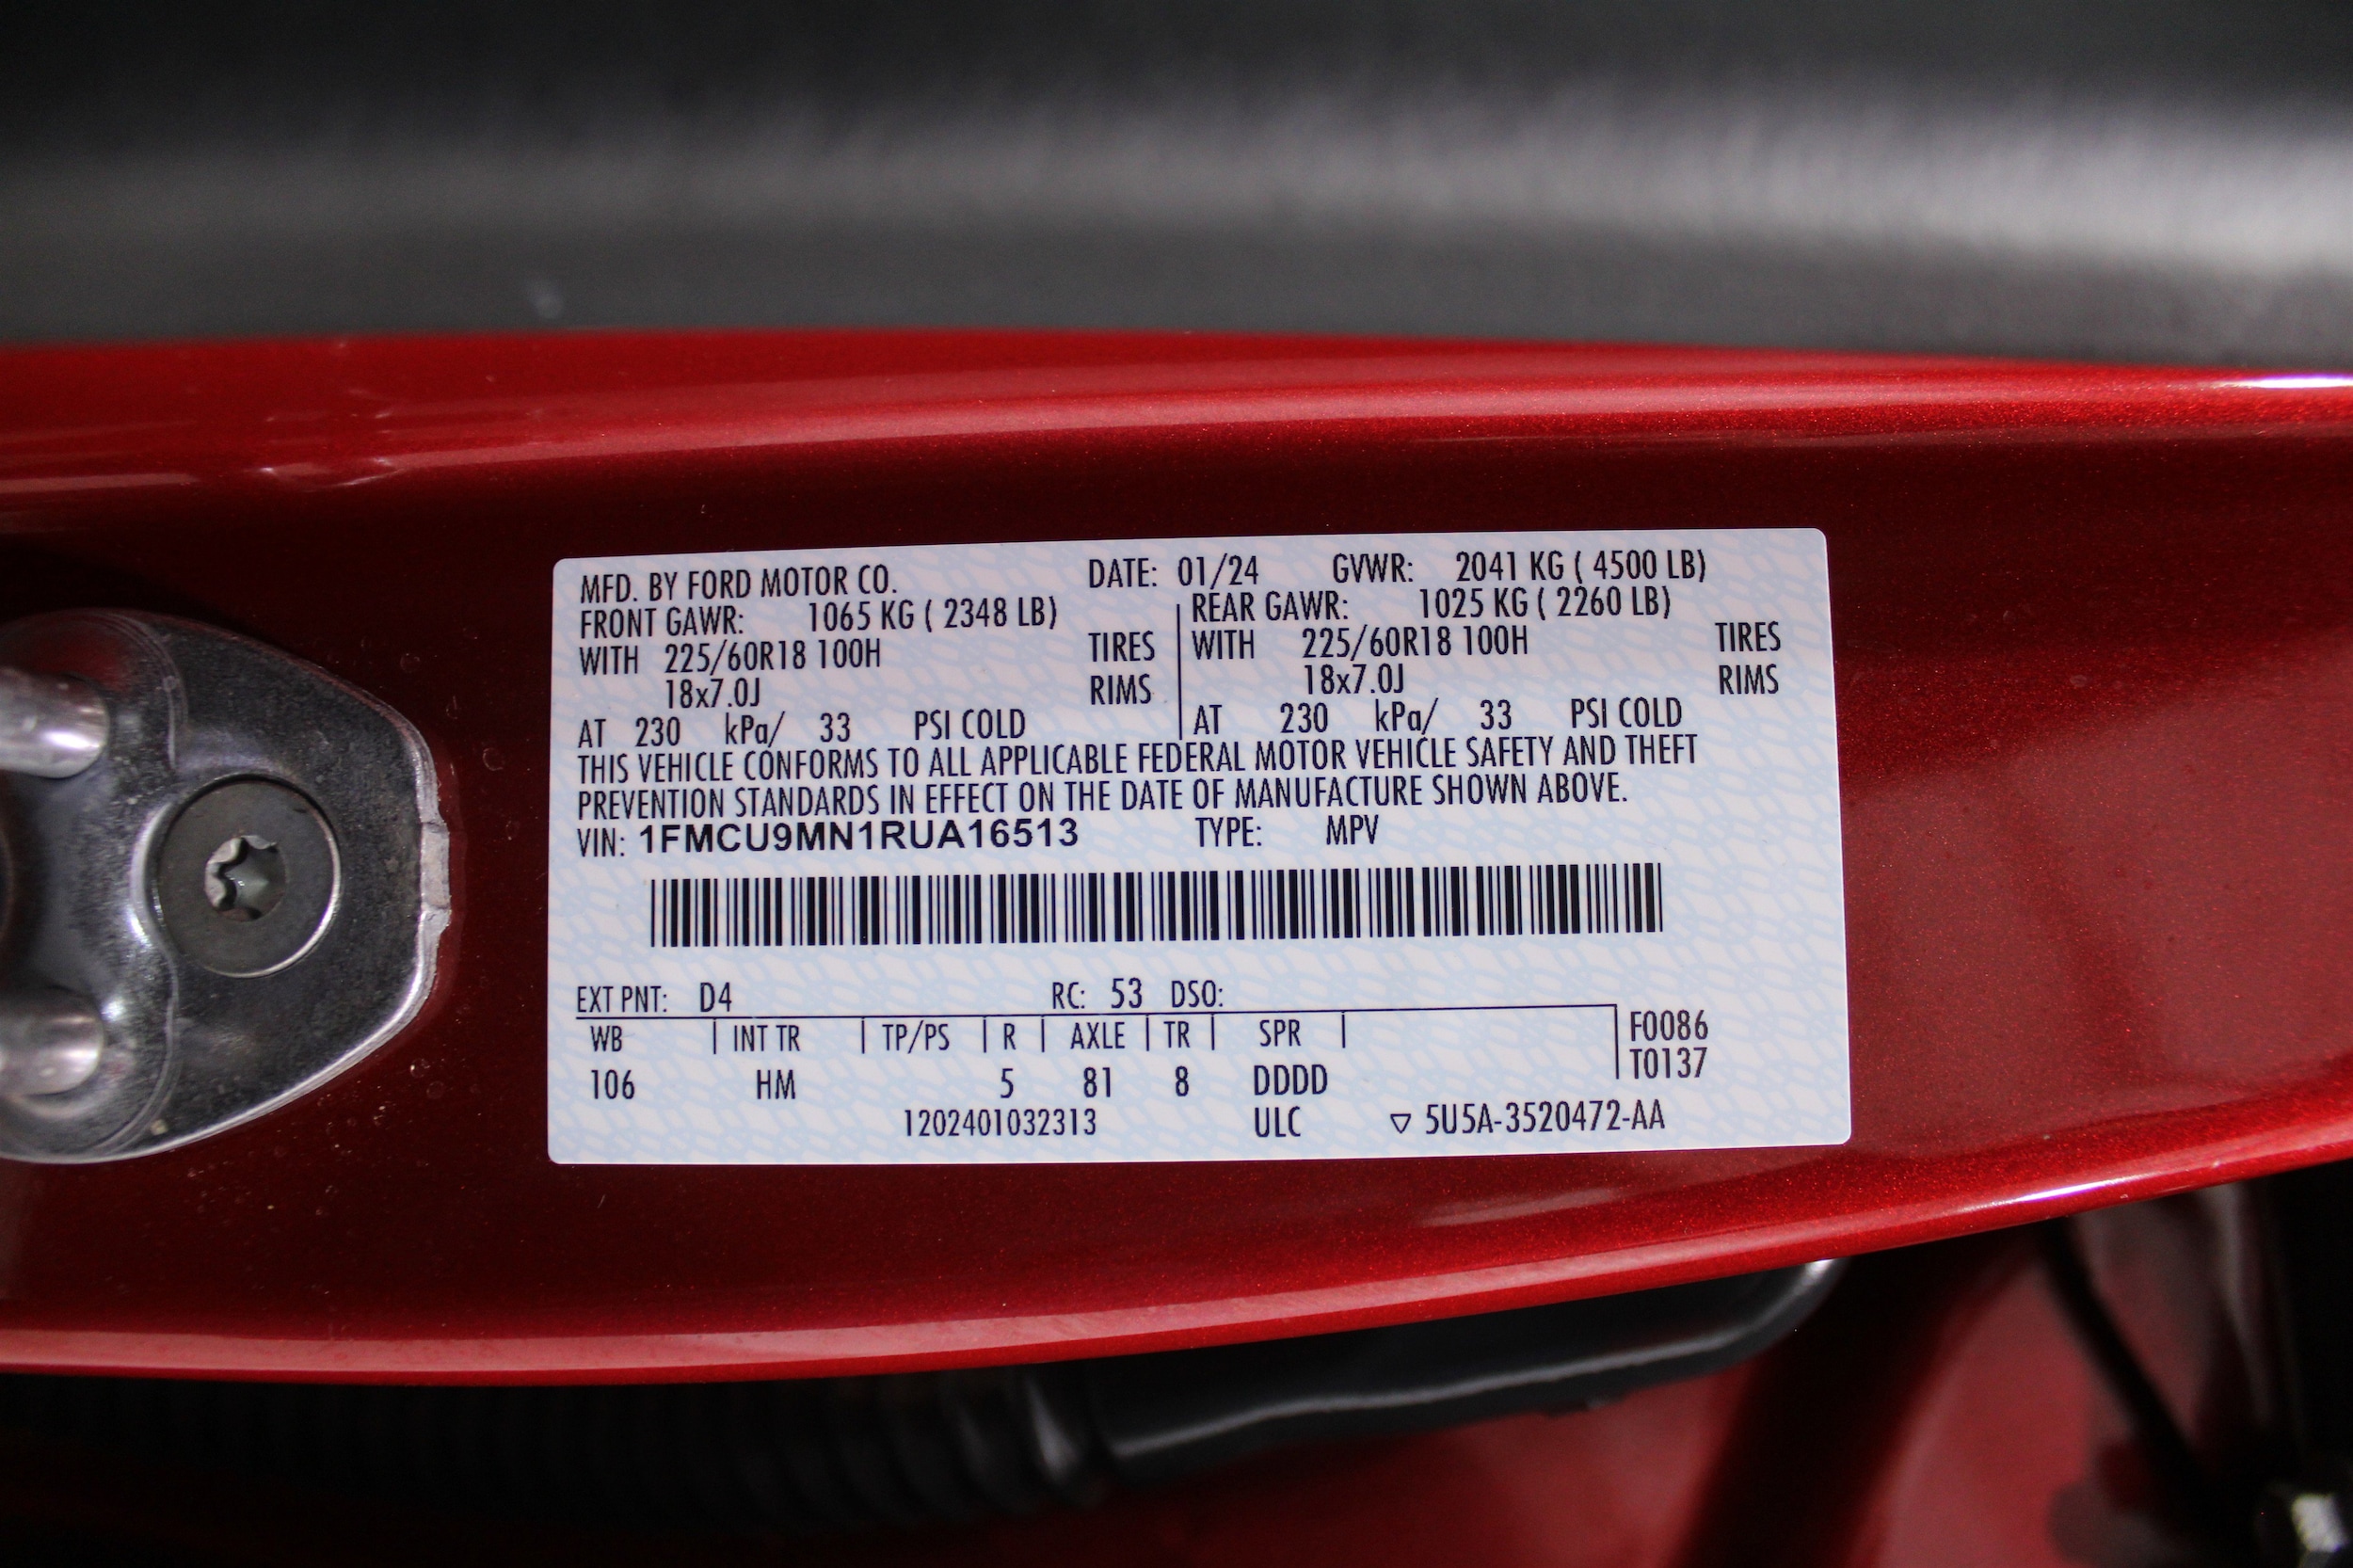 MFD. BY FORD MOTOR CO. DATE: 01/24 GVWR: 2041 KG ( 4500 LB)
FRONT GAWR: 1065 KG ( 2348 LB) REAR GAWR: 1025 KG ( 2260 LB)
WITH 225/60R18 100H TIRES WITH 225/60R18 100H TIRES
18x7.0J RIMS 18x7.0J RIMS
AT 230 kPa/ 33 PSI COLD AT 230 kPa/ 33 PSI COLD
THIS VEHICLE CONFORMS TO ALL APPLICABLE FEDERAL MOTOR VEHICLE SAFETY AND THEFT
PREVENTION STANDARDS IN EFFECT ON THE DATE OF MANUFACTURE SHOWN ABOVE.
VIN: 1FMCU9MN1RUA16513 TYPE: MPV
EXT PNT: D4 RC: 53 DSO:
WB INT TR TP/PS R AXLE TR SPR F0086
T0137
106 HM 5 81 8 DDDD
1202401032313 ULC ▽ 5U5A-3520472-AA